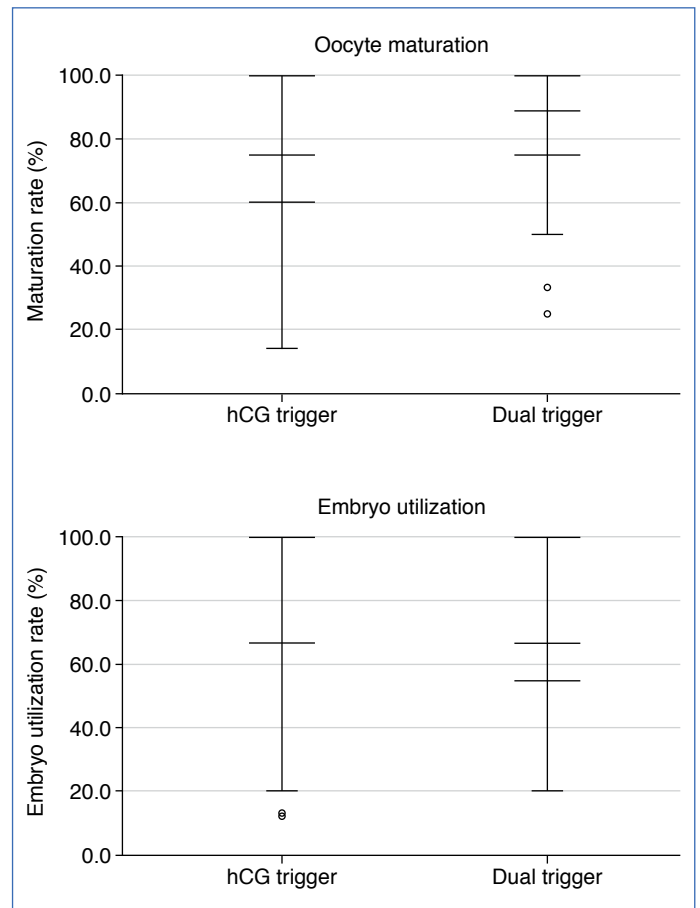 Oocyte maturation
Maturation rate (%)
100.0
80.0
60.0
40.0
20.0
0.0
hCG trigger Dual trigger
Embryo utilization
Embryo utilization rate (%)
100.0
80.0
60.0
40.0
20.0
0.0
hCG trigger Dual trigger